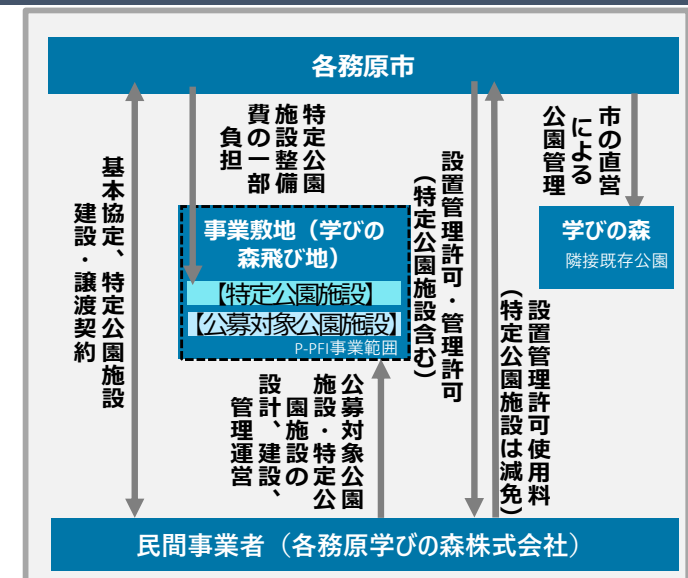 各務原市
特定公園
施設整備
費の一部
負担
市の直営
による
公園管理
基本協定、特定公園施設
建設・譲渡契約
設置管理許可・管理許可
（特定公園施設含む）
事業敷地（学びの
森飛び地）
【特定公園施設】
【公募対象公園施設】
P-PFI事業範囲
学びの森
隣接既存公園
設置管理許可使用料
（特定公園施設は減免）
公募対象公園
施設・特定公
園施設の
設計、建設、
管理運営
民間事業者（各務原学びの森株式会社）